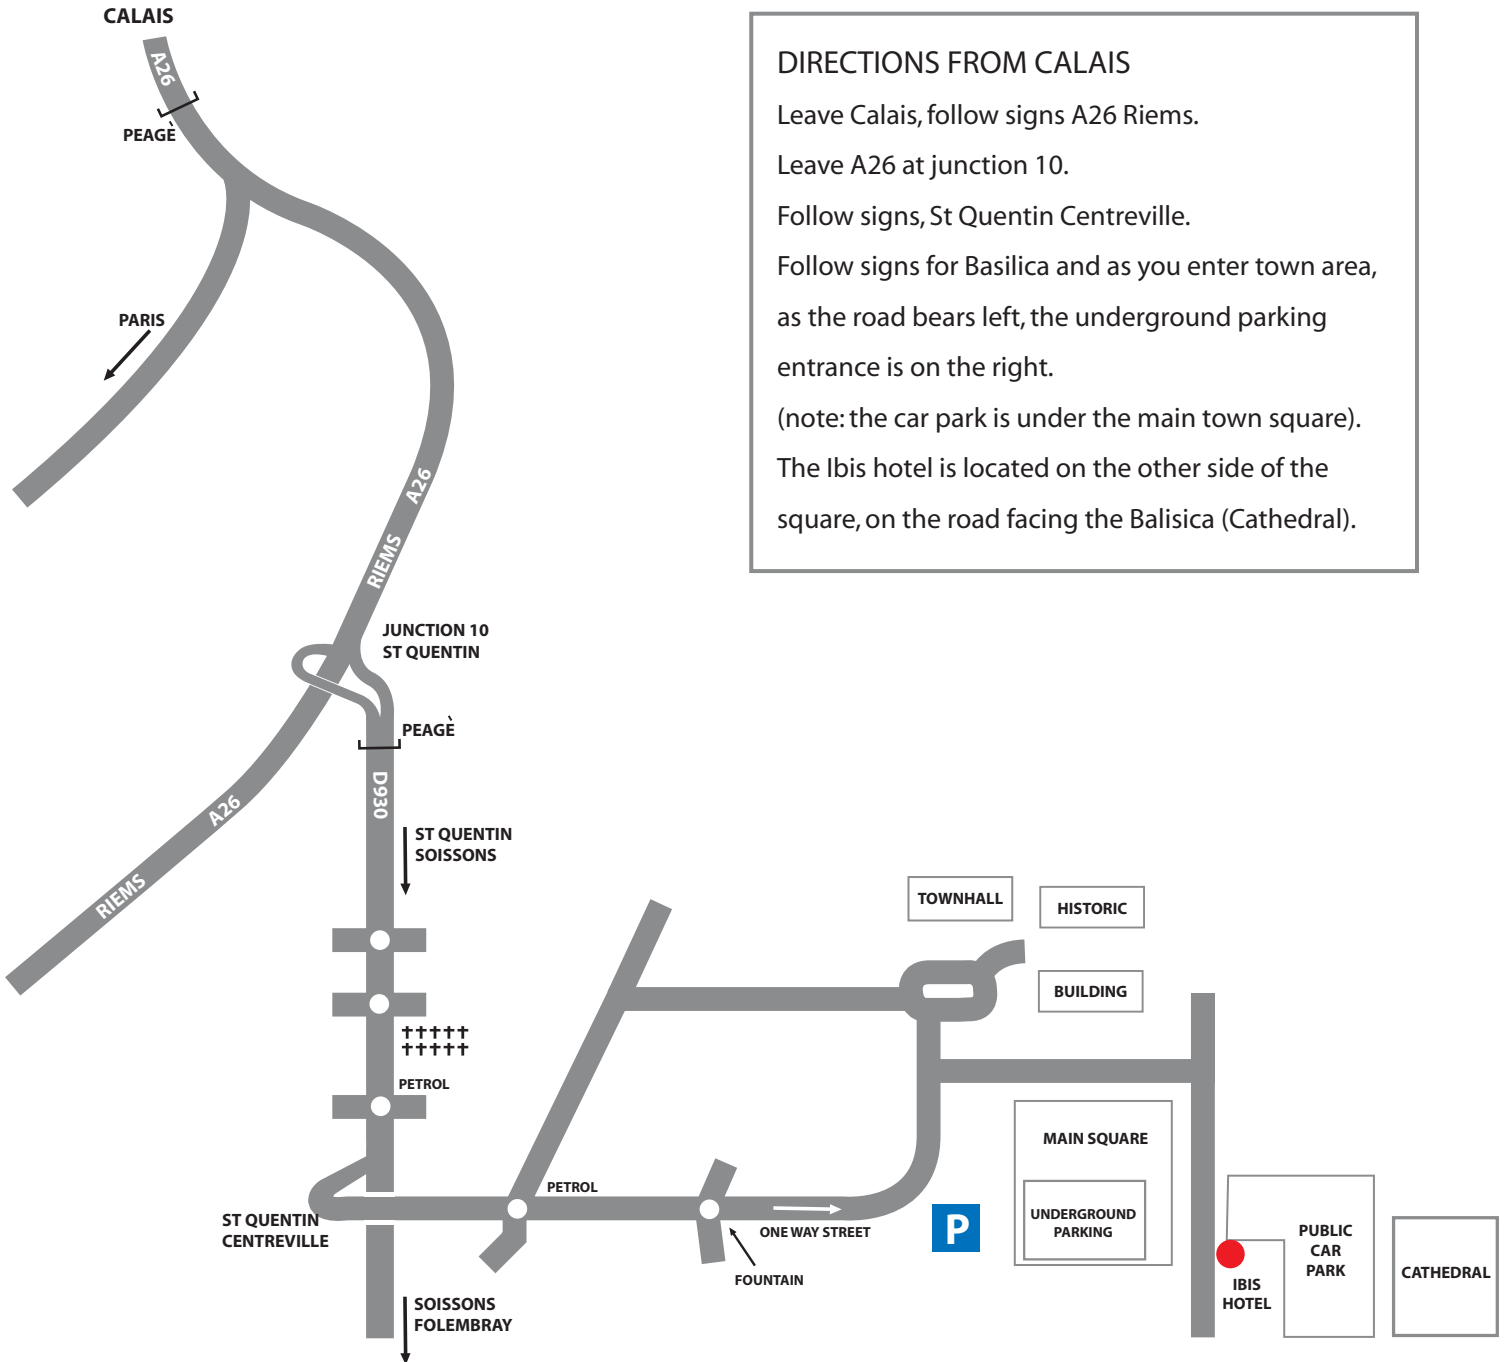 CALAIS
A26
PEAGÈ
PARIS
DIRECTIONS FROM CALAIS
Leave Calais, follow signs A26 Riems.
Leave A26 at junction 10.
Follow signs, St Quentin Centreville.
Follow signs for Basilica and as you enter town area,
as the road bears left, the underground parking
entrance is on the right.
(note: the car park is under the main town square).
The Ibis hotel is located on the other side of the
square, on the road facing the Balisica (Cathedral).
A26
RIEMS
JUNCTION 10
ST QUENTIN
PEAGÈ
D930
A26
RIEMS
ST QUENTIN
SOISSONS
PETROL
ST QUENTIN
CENTREVILLE
SOISSONS
FOLEMBRAY
PETROL
ONE WAY STREET
FOUNTAIN
TOWNHALL
HISTORIC
BUILDING
MAIN SQUARE
UNDERGROUND
PARKING
P
IBIS
HOTEL
PUBLIC
CAR
PARK
CATHEDRAL